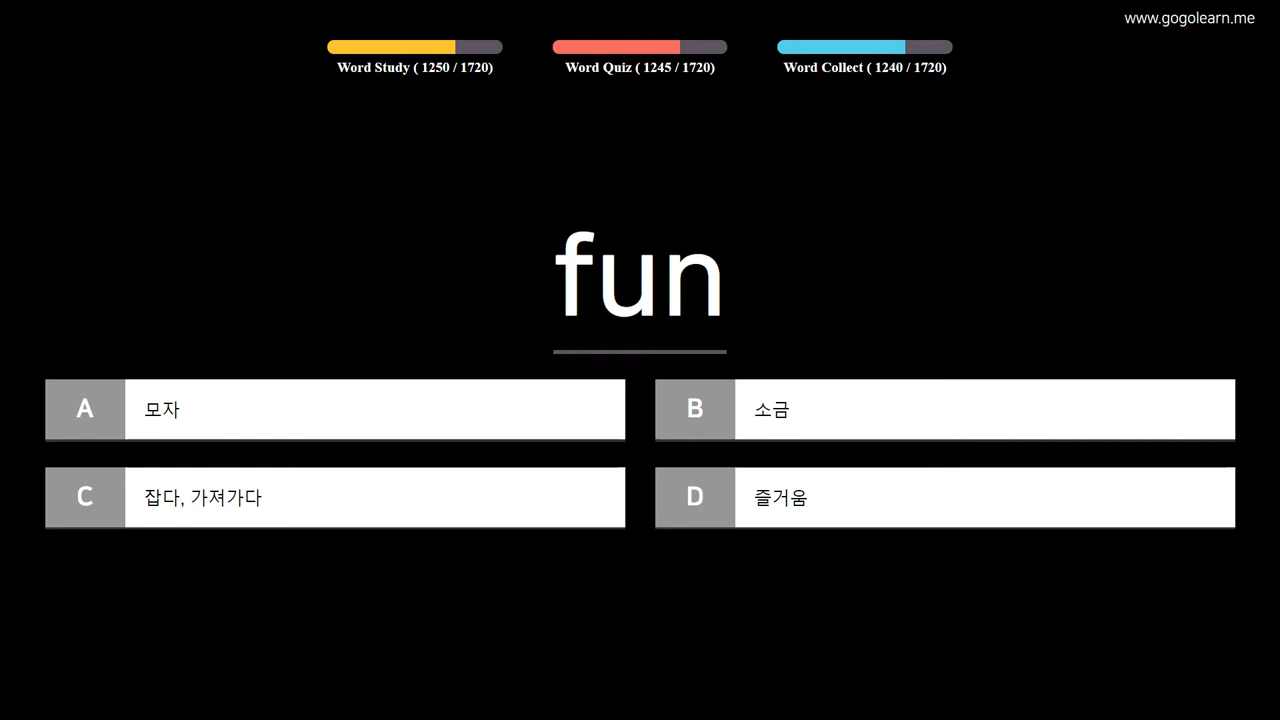 www.gogolearn.me
Word Study ( 1250 / 1720)
Word Quiz ( 1245 / 1720)
Word Collect ( 1240 / 1720)
fun
A 모자
B 소금
C 잡다, 가져가다
D 즐거움